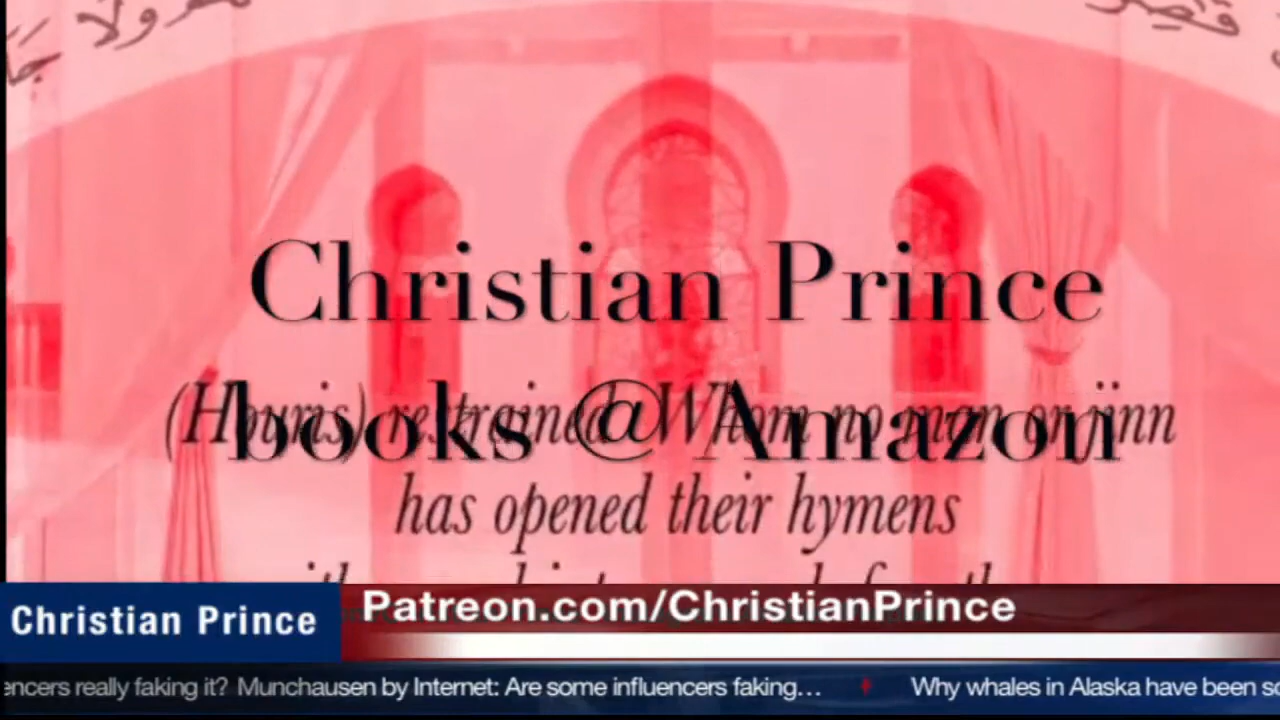 Christian Prince
books @ Amazon
(Houris) restrained Whom no man or jinn
has opened their hymens
Christian Prince
Patreon.com/ChristianPrince
encers really faking it? Munchausen by Internet: Are some influencers faking… Why whales in Alaska have been so